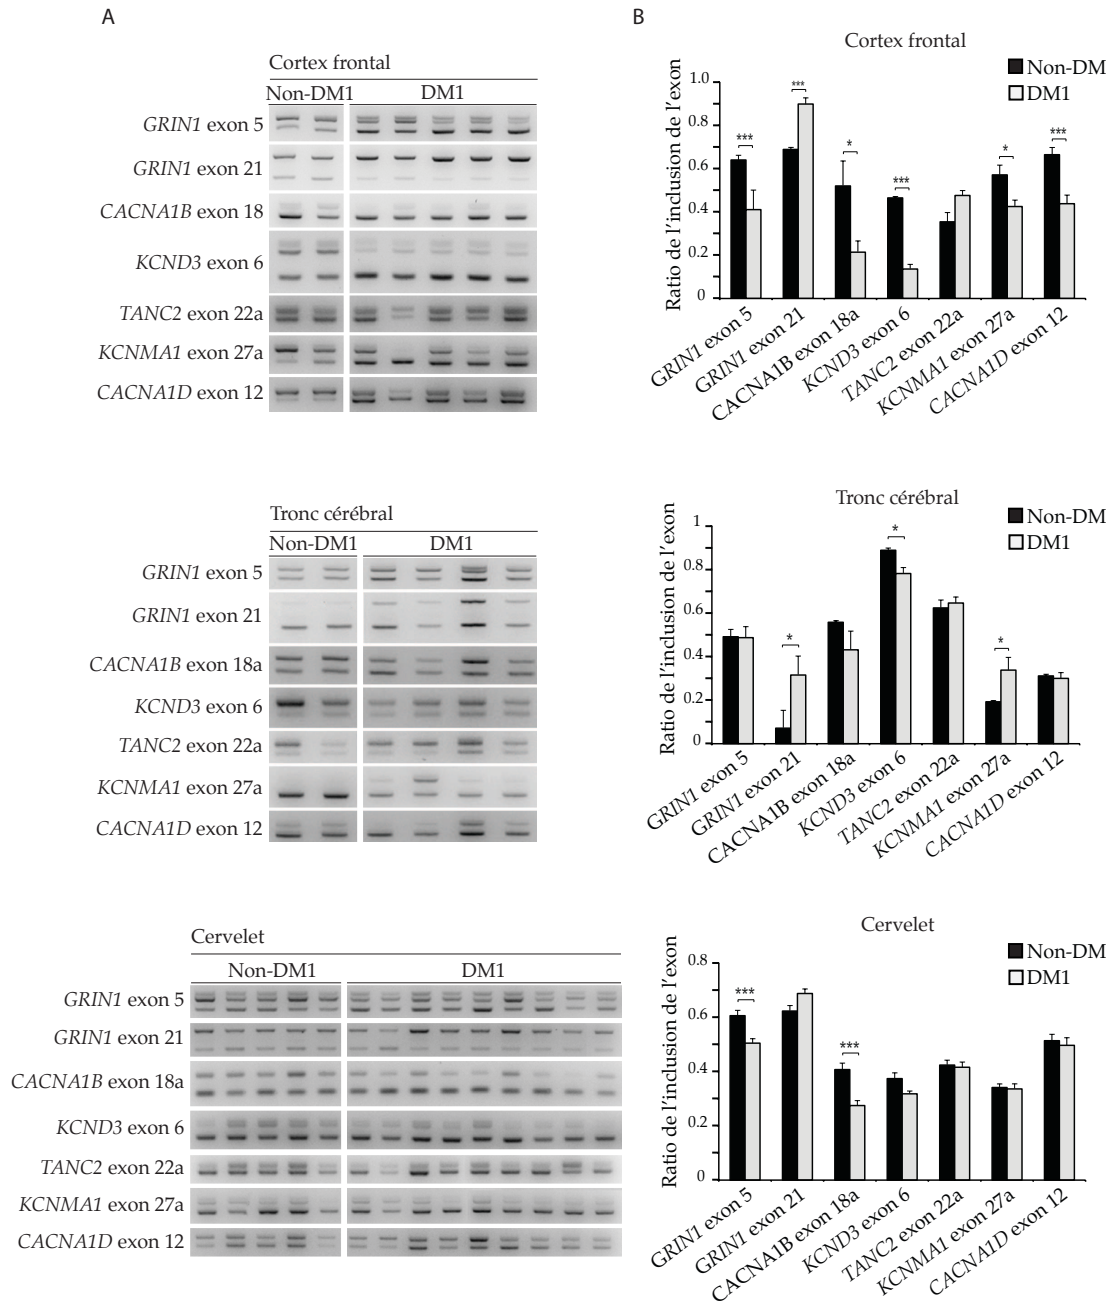 A
Cortex frontal
Non-DM1 DM1
GRIN1 exon 5
GRIN1 exon 21
CACNA1B exon 18
KCND3 exon 6
TANC2 exon 22a
KCNMA1 exon 27a
CACNA1D exon 12
Tronc cérébral
Non-DM1 DM1
GRIN1 exon 5
GRIN1 exon 21
CACNA1B exon 18a
KCND3 exon 6
TANC2 exon 22a
KCNMA1 exon 27a
CACNA1D exon 12
Cervelet
Non-DM1 DM1
GRIN1 exon 5
GRIN1 exon 21
CACNA1B exon 18a
KCND3 exon 6
TANC2 exon 22a
KCNMA1 exon 27a
CACNA1D exon 12
B
Cortex frontal
Non-DM
DM1
Ratio de l'inclusion de l'exon
1.0
0.8
0.6
0.4
0.2
0
***
***
*
***
*
***
GRIN1 exon 5
GRIN1 exon 21
CACNA1B exon 18a
KCND3 exon 6
TANC2 exon 22a
KCNMA1 exon 27a
CACNA1D exon 12
Tronc cérébral
Non-DM
DM1
Ratio de l'inclusion de l'exon
1
0.8
0.6
0.4
0.2
0
*
*
*
GRIN1 exon 5
GRIN1 exon 21
CACNA1B exon 18a
KCND3 exon 6
TANC2 exon 22a
KCNMA1 exon 27a
CACNA1D exon 12
Cervelet
Non-DM
DM1
Ratio de l'inclusion de l'exon
0.8
0.6
0.4
0.2
0
***
***
GRIN1 exon 5
GRIN1 exon 21
CACNA1B exon 18a
KCND3 exon 6
TANC2 exon 22a
KCNMA1 exon 27a
CACNA1D exon 12